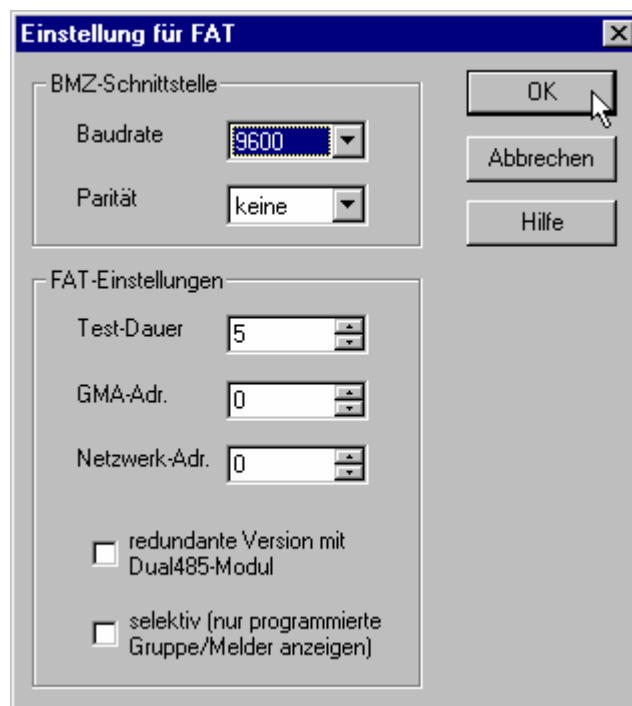 Einstellung für FAT
BMZ-Schnittstelle
Baudrate
9600
Parität
keine
OK
Abbrechen
Hilfe
FAT-Einstellungen
Test-Dauer
5
GMA-Adr.
0
Netzwerk-Adr.
0
redundante Version mit
Dual485-Modul
selektiv (nur programmierte
Gruppe/Melder anzeigen)